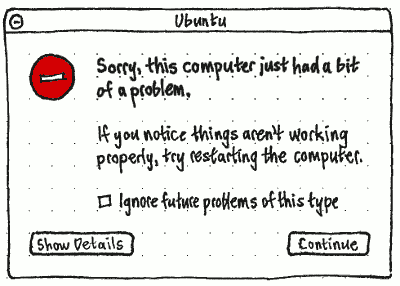 Ubuntu
Sorry, this computer just had a bit
of a problem.
If you notice things aren't working
properly, try restarting the computer.
Ignore future problems of this type
Show Details
Continue